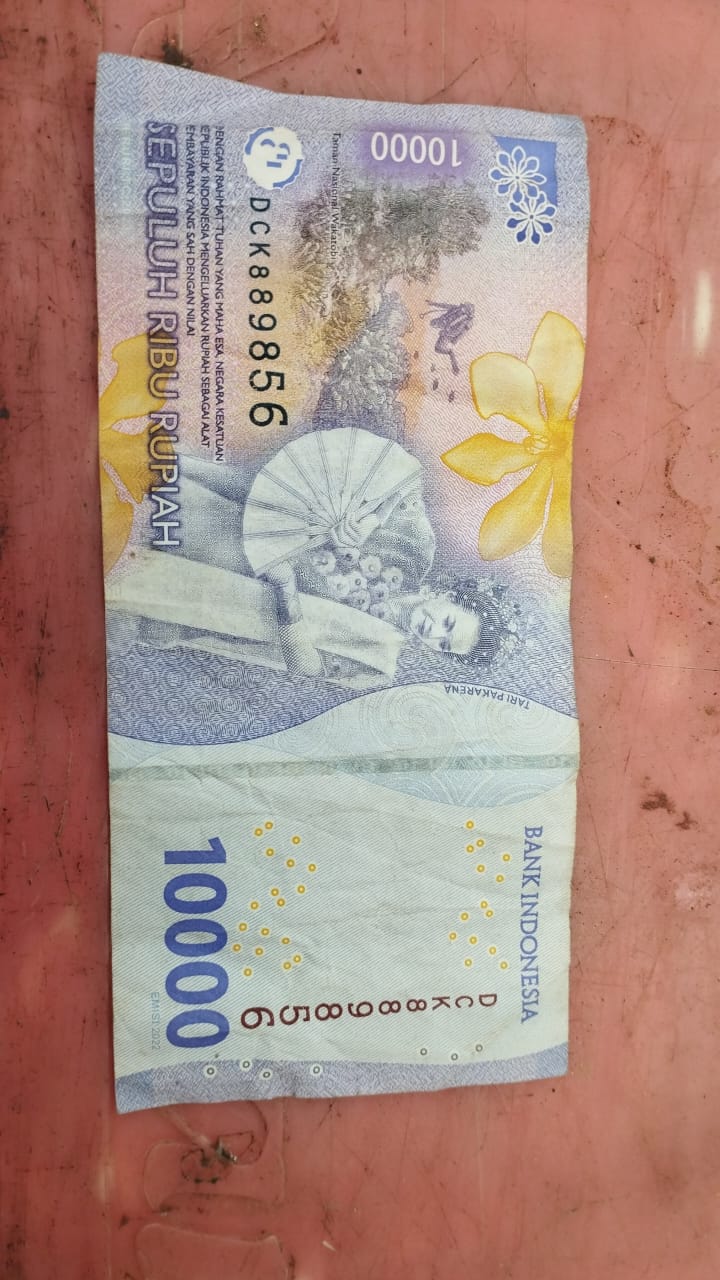 10000
Taman Nasional Wakatobi
DCK889856
DENGAN RAHMAT TUHAN YANG MAHA ESA, NEGARA KESATUAN
REPUBLIK INDONESIA MENGELUARKAN RUPIAH SEBAGAI ALAT
PEMBAYARAN YANG SAH DENGAN NILAI
SEPULUH RIBU RUPIAH
TARI PAKARENA
BANK INDONESIA
DCK889856
10000
EMISI 2022